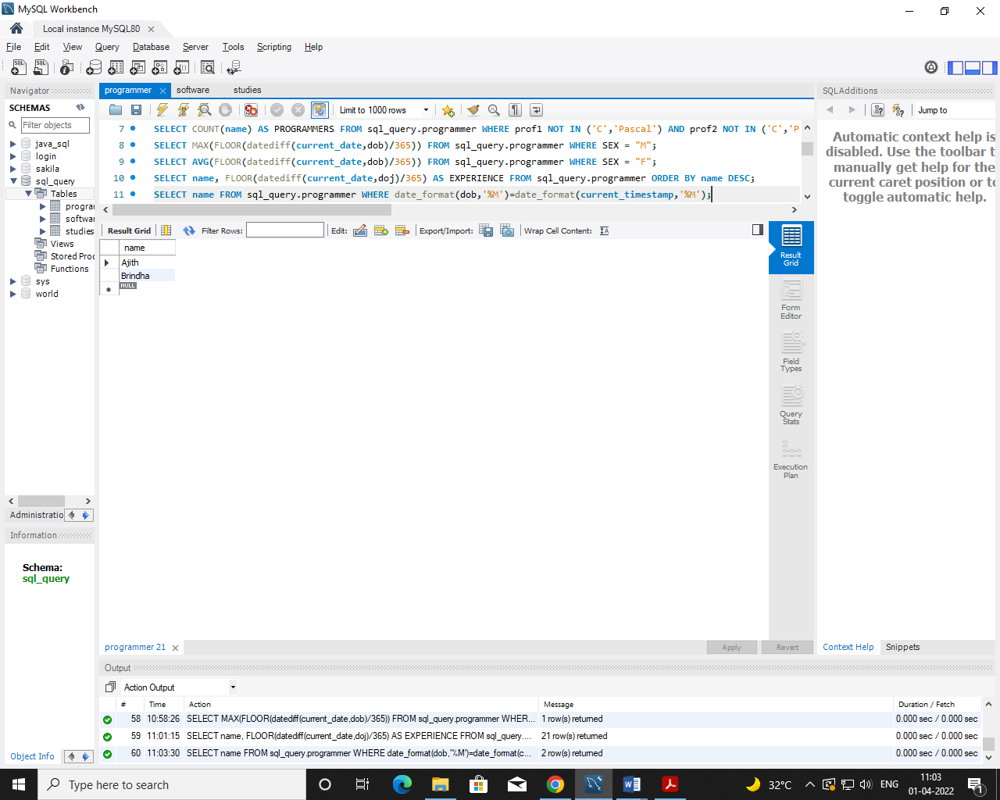 MySQL Workbench
Local instance MySQL80
File Edit View Query Database Server Tools Scripting Help
Navigator
SCHEMAS
Filter objects
java_sql
login
sakila
sql_query
Tables
prograr
softwar
studies
Views
Stored Proc
Functions
sys
world
Administratio
Information
Schema:
sql_query
Object Info
programmer software studies
Limit to 1000 rows
7 SELECT COUNT(name) AS PROGRAMMERS FROM sql_query.programmer WHERE prof1 NOT IN ('C','Pascal') AND prof2 NOT IN ('C','P
8 SELECT MAX(FLOOR(datediff(current_date,dob)/365)) FROM sql_query.programmer WHERE SEX = "M";
9 SELECT AVG(FLOOR(datediff(current_date,dob)/365)) FROM sql_query.programmer WHERE SEX = "F";
10 SELECT name, FLOOR(datediff(current_date,doj)/365) AS EXPERIENCE FROM sql_query.programmer ORDER BY name DESC;
11 SELECT name FROM sql_query.programmer WHERE date_format(dob,'%M')=date_format(current_timestamp,'%M');
Result Grid Filter Rows: Edit: Export/Import: Wrap Cell Content:
name
Ajith
Brindha
NULL
Result Grid
Form Editor
Field Types
Query Stats
Execution Plan
programmer 21 Apply Revert
SQLAdditions
Jump to
Automatic context help is
disabled. Use the toolbar t
manually get help for the
current caret position or to
toggle automatic help.
Context Help Snippets
Output
Action Output
# Time Action Message Duration / Fetch
58 10:58:26 SELECT MAX(FLOOR(datediff(current_date,dob)/365)) FROM sql_query.programmer WHER... 1 row(s) returned 0.000 sec / 0.000 sec
59 11:01:15 SELECT name, FLOOR(datediff(current_date,doj)/365) AS EXPERIENCE FROM sql_query.... 21 row(s) returned 0.000 sec / 0.000 sec
60 11:03:30 SELECT name FROM sql_query.programmer WHERE date_format(dob,'%M')=date_format(c... 2 row(s) returned 0.000 sec / 0.000 sec
Type here to search
32°C
ENG
11:03
01-04-2022
1